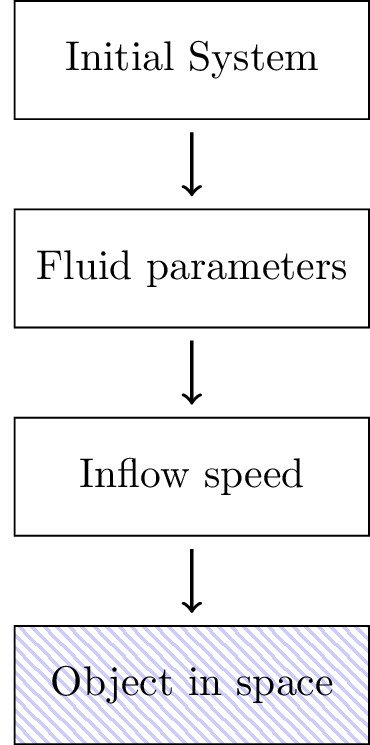 Initial System
Fluid parameters
Inflow speed
Object in space